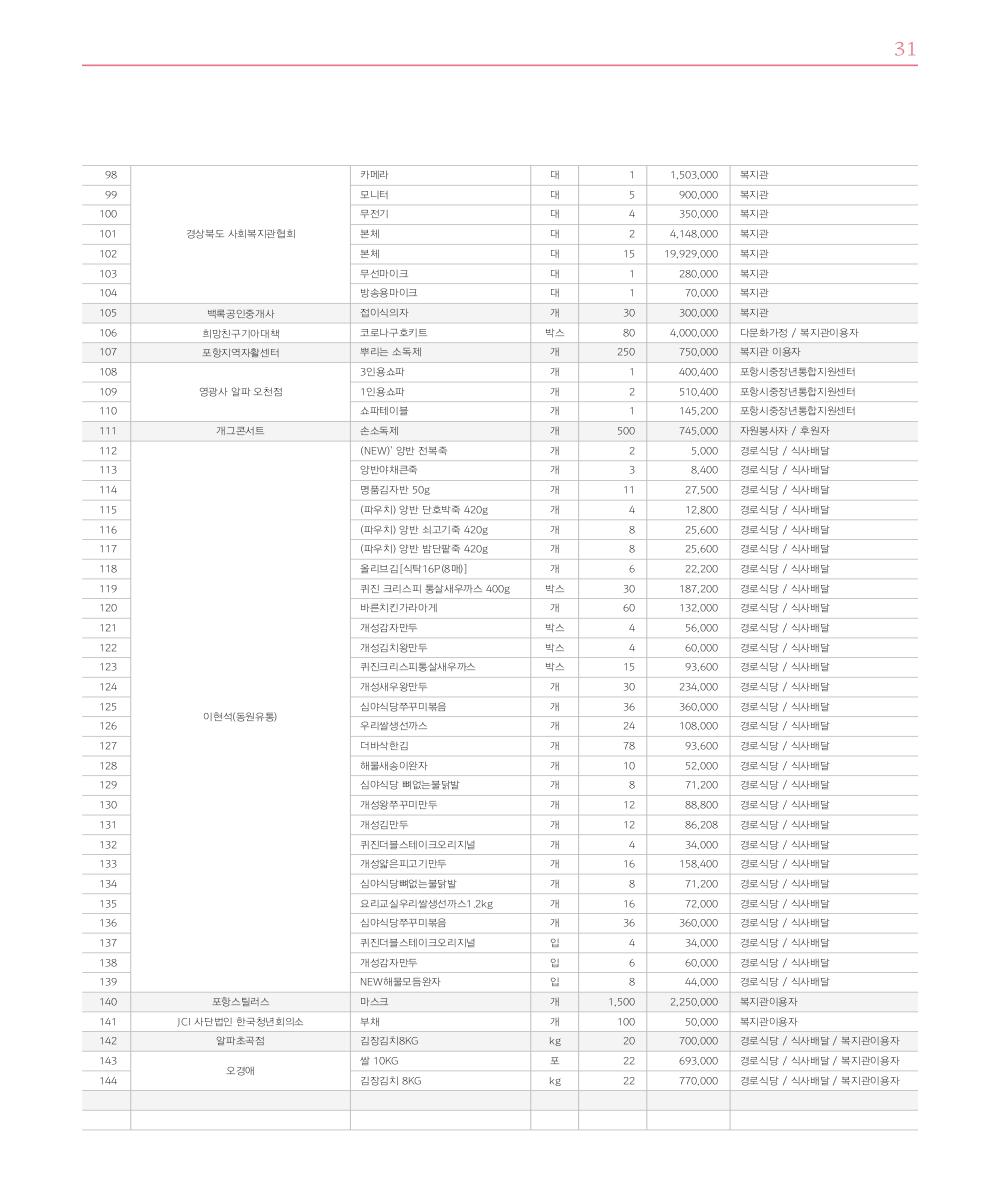 31
98 경상북도 사회복지관협회 카메라 대 1 1,503,000 복지관
99 모니터 대 5 900,000 복지관
100 무전기 대 4 350,000 복지관
101 본체 대 2 4,148,000 복지관
102 본체 대 15 19,929,000 복지관
103 무선마이크 대 1 280,000 복지관
104 방송용마이크 대 1 70,000 복지관
105 백록공인중개사 접이식의자 개 30 300,000 복지관
106 희망친구기아대책 코로나구호키트 박스 80 4,000,000 다문화가정 / 복지관이용자
107 포항지역자활센터 뿌리는 소독제 개 250 750,000 복지관 이용자
108 영광사 알파 오천점 3인용쇼파 개 1 400,400 포항시중장년통합지원센터
109 1인용쇼파 개 2 510,400 포항시중장년통합지원센터
110 쇼파테이블 개 1 145,200 포항시중장년통합지원센터
111 개그콘서트 손소독제 개 500 745,000 자원봉사자 / 후원자
112 이현석(동원유통) (NEW)' 양반 전복죽 개 2 5,000 경로식당 / 식사배달
113 양반야채큰죽 개 3 8,400 경로식당 / 식사배달
114 명품김자반 50g 개 11 27,500 경로식당 / 식사배달
115 (파우치) 양반 단호박죽 420g 개 4 12,800 경로식당 / 식사배달
116 (파우치) 양반 쇠고기죽 420g 개 8 25,600 경로식당 / 식사배달
117 (파우치) 양반 밤단팥죽 420g 개 8 25,600 경로식당 / 식사배달
118 올리브김[식탁16P(8매)] 개 6 22,200 경로식당 / 식사배달
119 퀴진 크리스피 통살새우까스 400g 박스 30 187,200 경로식당 / 식사배달
120 바른치킨가라아게 개 60 132,000 경로식당 / 식사배달
121 개성감자만두 박스 4 56,000 경로식당 / 식사배달
122 개성김치왕만두 박스 4 60,000 경로식당 / 식사배달
123 퀴진크리스피통살새우까스 박스 15 93,600 경로식당 / 식사배달
124 개성새우왕만두 개 30 234,000 경로식당 / 식사배달
125 심야식당쭈꾸미볶음 개 36 360,000 경로식당 / 식사배달
126 우리쌀생선까스 개 24 108,000 경로식당 / 식사배달
127 더바삭한김 개 78 93,600 경로식당 / 식사배달
128 해물새송이완자 개 10 52,000 경로식당 / 식사배달
129 심야식당 뼈없는불닭발 개 8 71,200 경로식당 / 식사배달
130 개성왕쭈꾸미만두 개 12 88,800 경로식당 / 식사배달
131 개성김만두 개 12 86,208 경로식당 / 식사배달
132 퀴진더블스테이크오리지널 개 4 34,000 경로식당 / 식사배달
133 개성얇은피고기만두 개 16 158,400 경로식당 / 식사배달
134 심야식당뼈없는불닭발 개 8 71,200 경로식당 / 식사배달
135 요리교실우리쌀생선까스1.2kg 개 16 72,000 경로식당 / 식사배달
136 심야식당쭈꾸미볶음 개 36 360,000 경로식당 / 식사배달
137 퀴진더블스테이크오리지널 입 4 34,000 경로식당 / 식사배달
138 개성감자만두 입 6 60,000 경로식당 / 식사배달
139 NEW해물모듬완자 입 8 44,000 경로식당 / 식사배달
140 포항스틸러스 마스크 개 1,500 2,250,000 복지관이용자
141 JCI 사단법인 한국청년회의소 부채 개 100 50,000 복지관이용자
142 알파초곡점 김장김치8KG kg 20 700,000 경로식당 / 식사배달 / 복지관이용자
143 오경애 쌀 10KG 포 22 693,000 경로식당 / 식사배달 / 복지관이용자
144 김장김치 8KG kg 22 770,000 경로식당 / 식사배달 / 복지관이용자